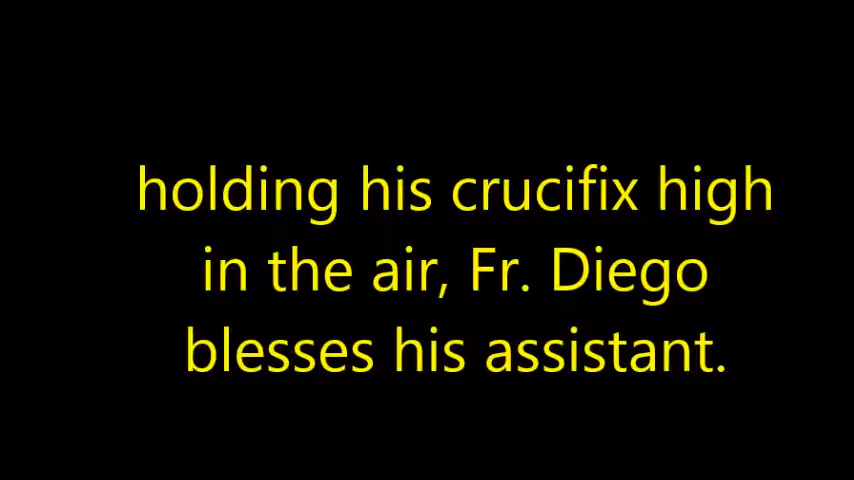 holding his crucifix high
in the air, Fr. Diego
blesses his assistant.